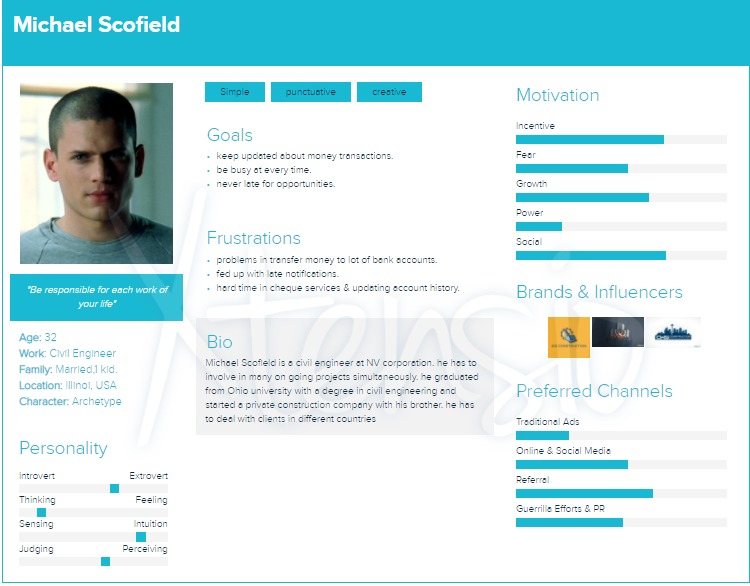 Michael Scofield
"Be responsible for each work of
your life"
Age: 32
Work: Civil Engineer
Family: Married,1 kid.
Location: Illinoi, USA
Character: Archetype
Personality
Introvert Extrovert
Thinking Feeling
Sensing Intuition
Judging Perceiving
Simple punctuative creative
Goals
• keep updated about money transactions.
• be busy at every time.
• never late for opportunities.
Frustrations
• problems in transfer money to lot of bank accounts.
• fed up with late notifications.
• hard time in cheque services & updating account history.
Bio
Michael Scofield is a civil engineer at NV corporation. he has to
involve in many on going projects simultaneously. he graduated
from Ohio university with a degree in civil engineering and
started a private construction company with his brother. he has
to deal with clients in different countries
Motivation
Incentive
Fear
Growth
Power
Social
Brands & Influencers
Preferred Channels
Traditional Ads
Online & Social Media
Referral
Guerrilla Efforts & PR
Xtensio